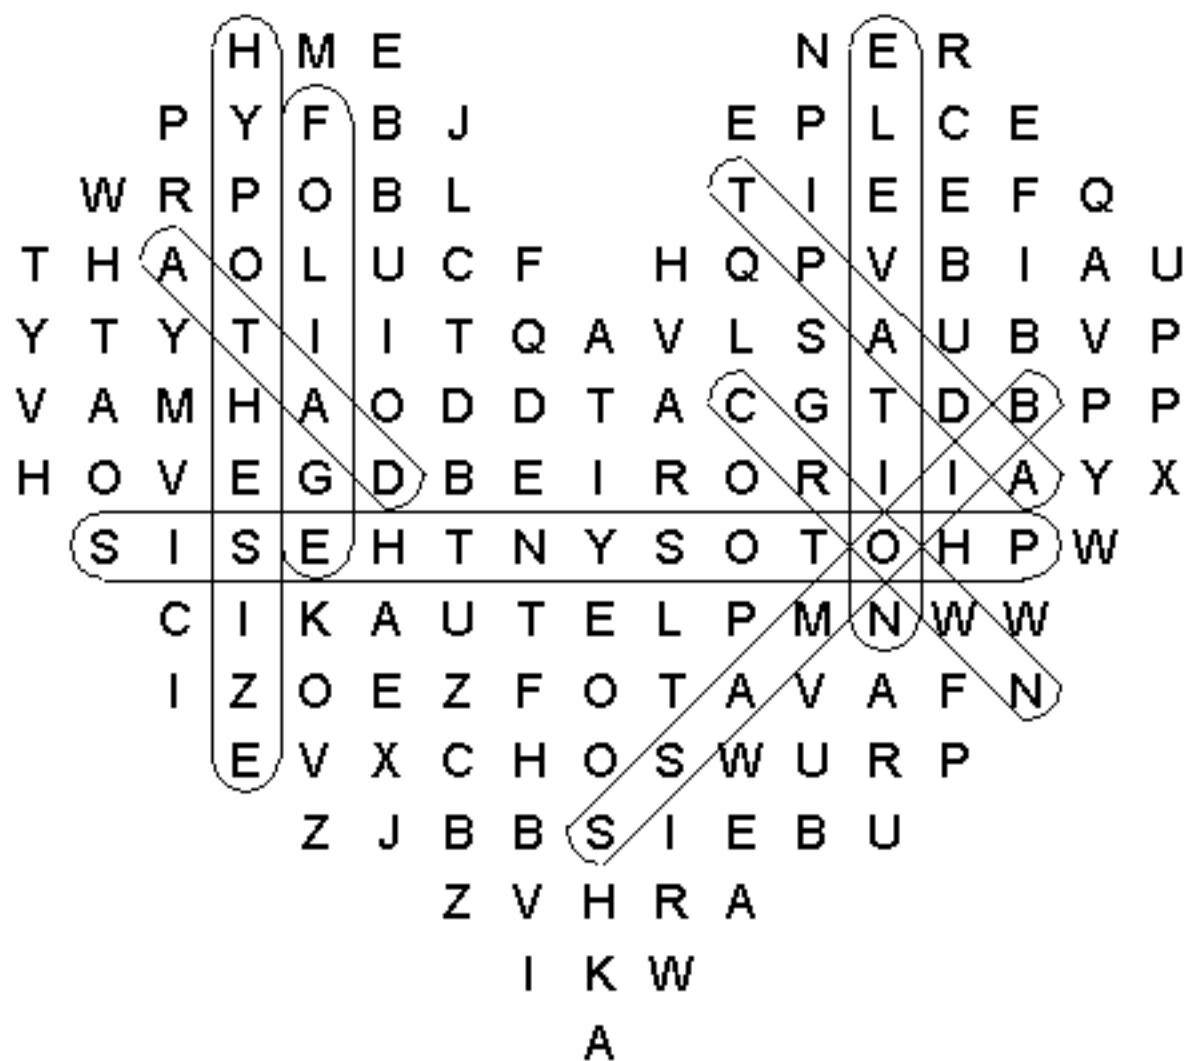 H M E N E R
P Y F B J E P L C E
W R P O B L T I E E F Q
T H A O L U C F H Q P V B I A U
Y T Y T I I T Q A V L S A U B V P
V A M H A O D D T A C G T D B P P
H O V E G D B E I R O R I I A Y X
S I S E H T N Y S O T O H P W
C I K A U T E L P M N W W
I Z O E Z F O T A V A F N
E V X C H O S W U R P
Z J B B S I E B U
Z V H R A
I K W
A